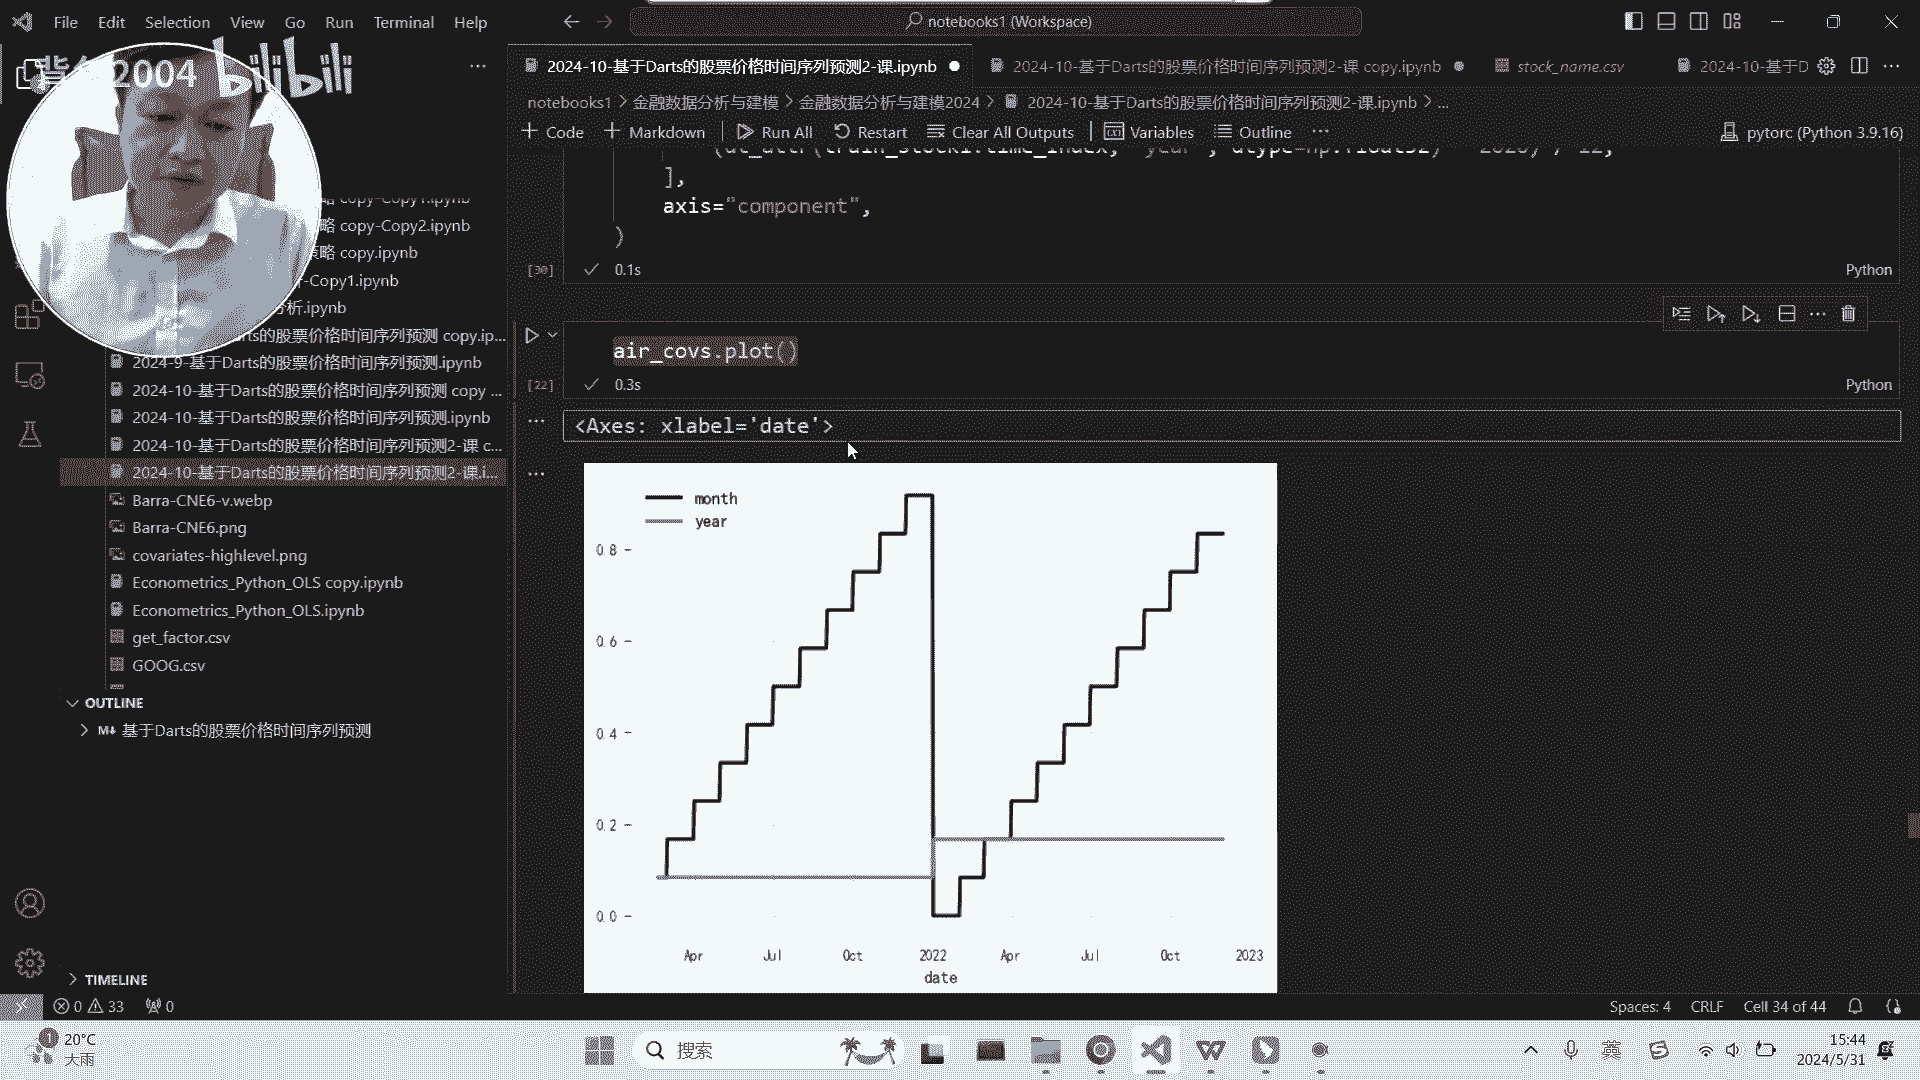 File Edit Selection View Go Run Terminal Help
notebooks1 (Workspace)
2004 bilibili
2024-10-基于Darts的股票价格时间序列预测2-课.ipynb
2024-10-基于Darts的股票价格时间序列预测2-课 copy.ipynb
stock_name.csv
2024-10-基于D
notebooks1 > 金融数据分析与建模 > 金融数据分析与建模2024 > 2024-10-基于Darts的股票价格时间序列预测2-课.ipynb > ...
+ Code + Markdown Run All Restart Clear All Outputs Variables Outline ...
pytorc (Python 3.9.16)
],
axis="component",
)
[30] 0.1s Python
air_covs.plot()
[22] 0.3s Python
<Axes: xlabel='date'>
month
year
0.8
0.6
0.4
0.2
0.0
Apr Jul Oct 2022 Apr Jul Oct 2023
date
略 copy-Copy1.ipynb
略 copy-Copy2.ipynb
策略 copy.ipynb
-Copy1.ipynb
分析.ipynb
arts的股票价格时间序列预测 copy.ip...
2024-9-基于Darts的股票价格时间序列预测.ipynb
2024-10-基于Darts的股票价格时间序列预测 copy ...
2024-10-基于Darts的股票价格时间序列预测.ipynb
2024-10-基于Darts的股票价格时间序列预测2-课 c...
2024-10-基于Darts的股票价格时间序列预测2-课.i...
Barra-CNE6-v.webp
Barra-CNE6.png
covariates-highlevel.png
Econometrics_Python_OLS copy.ipynb
Econometrics_Python_OLS.ipynb
get_factor.csv
GOOG.csv
OUTLINE
基于Darts的股票价格时间序列预测
TIMELINE
0 33 0
Spaces: 4 CRLF Cell 34 of 44
1 20°C
大雨
搜索
英
15:44
2024/5/31